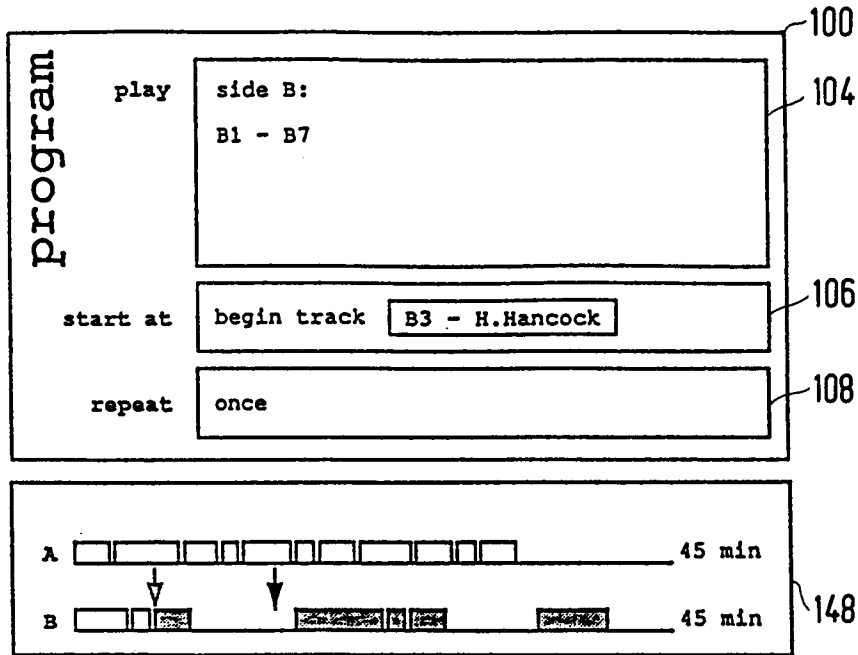 100
program
play
side B:
104
B1 - B7
start at
begin track
B3 - H.Hancock
106
repeat
once
108
A
45 min
B
45 min
148